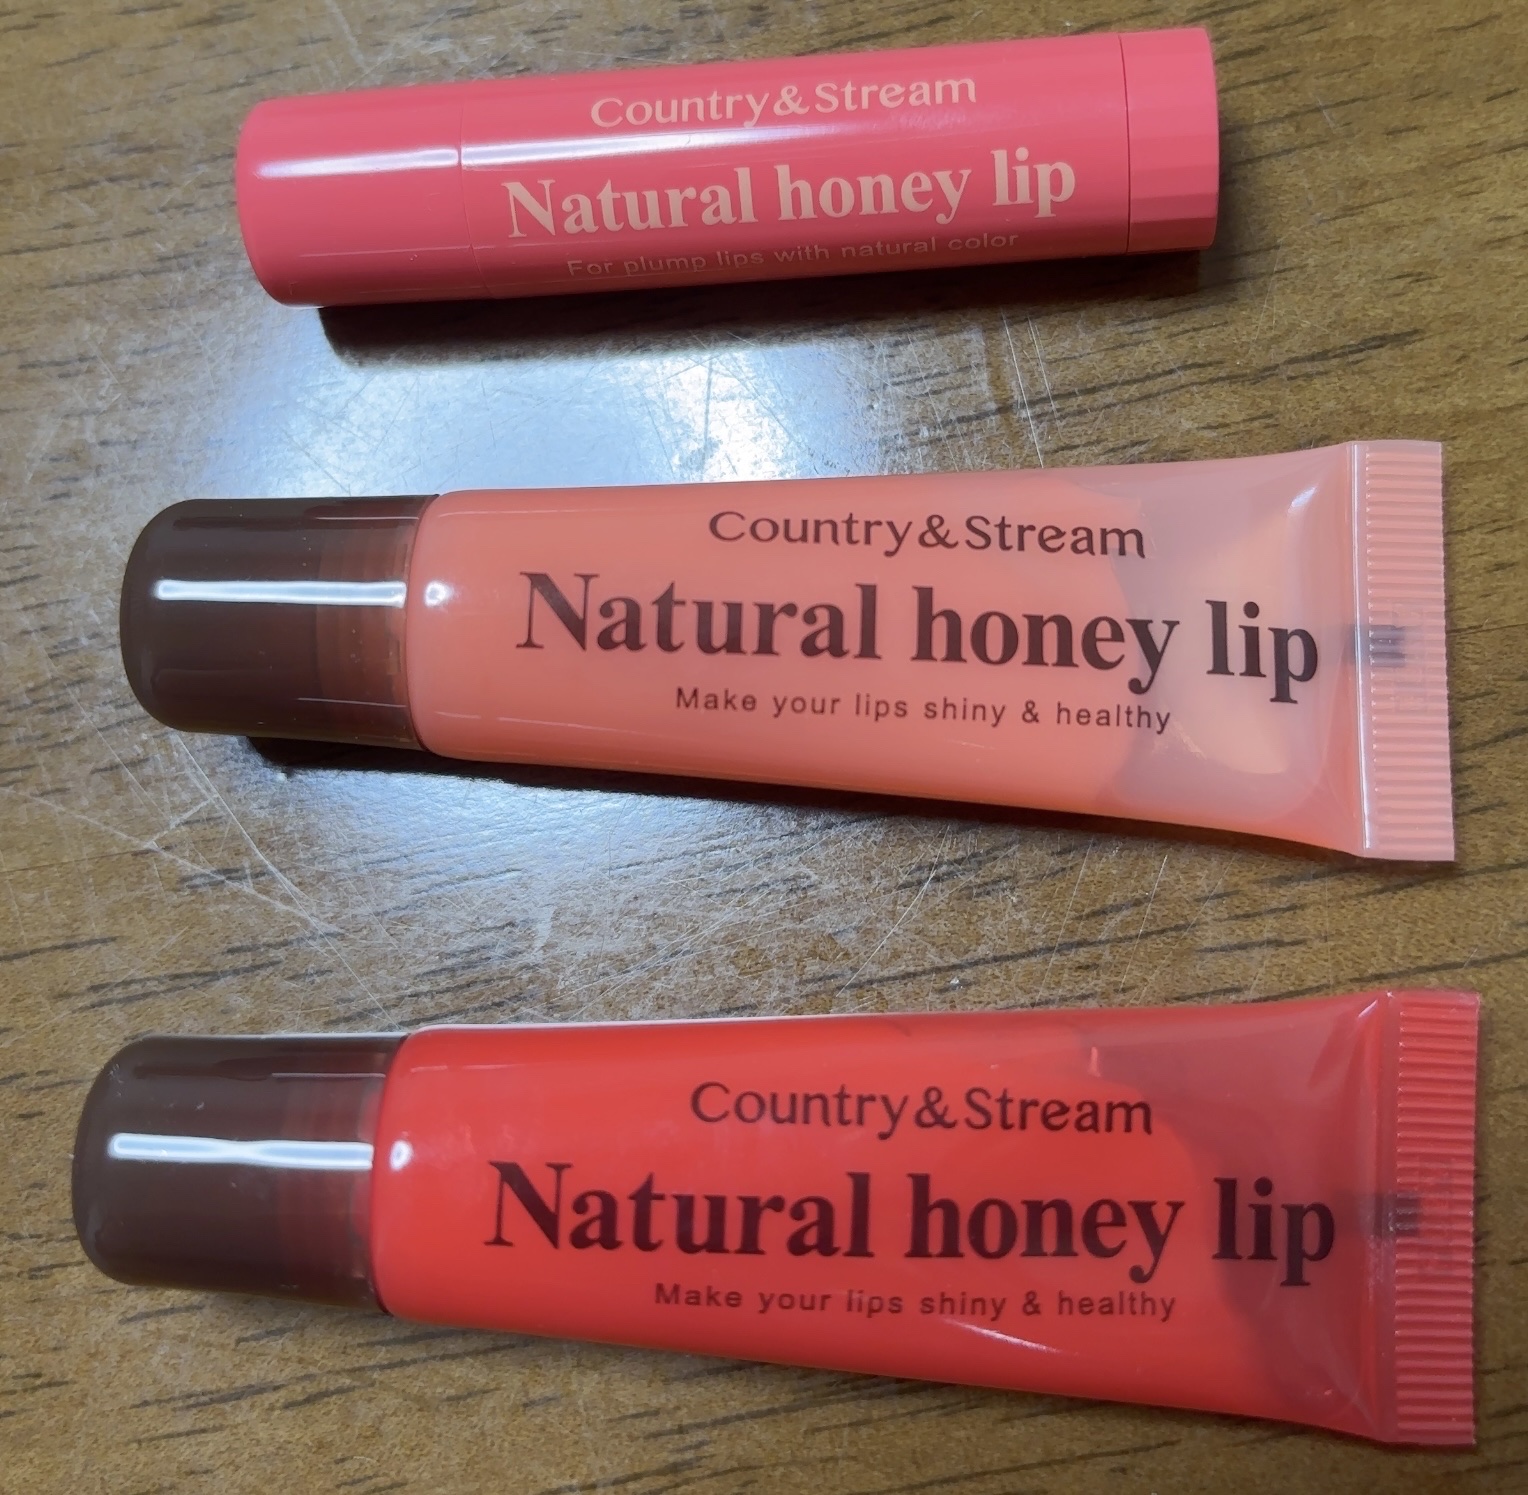 Country&Stream
Natural honey lip
For plump lips with natural color
Country&Stream
Natural honey lip
Make your lips shiny & healthy
Country&Stream
Natural honey lip
Make your lips shiny & healthy